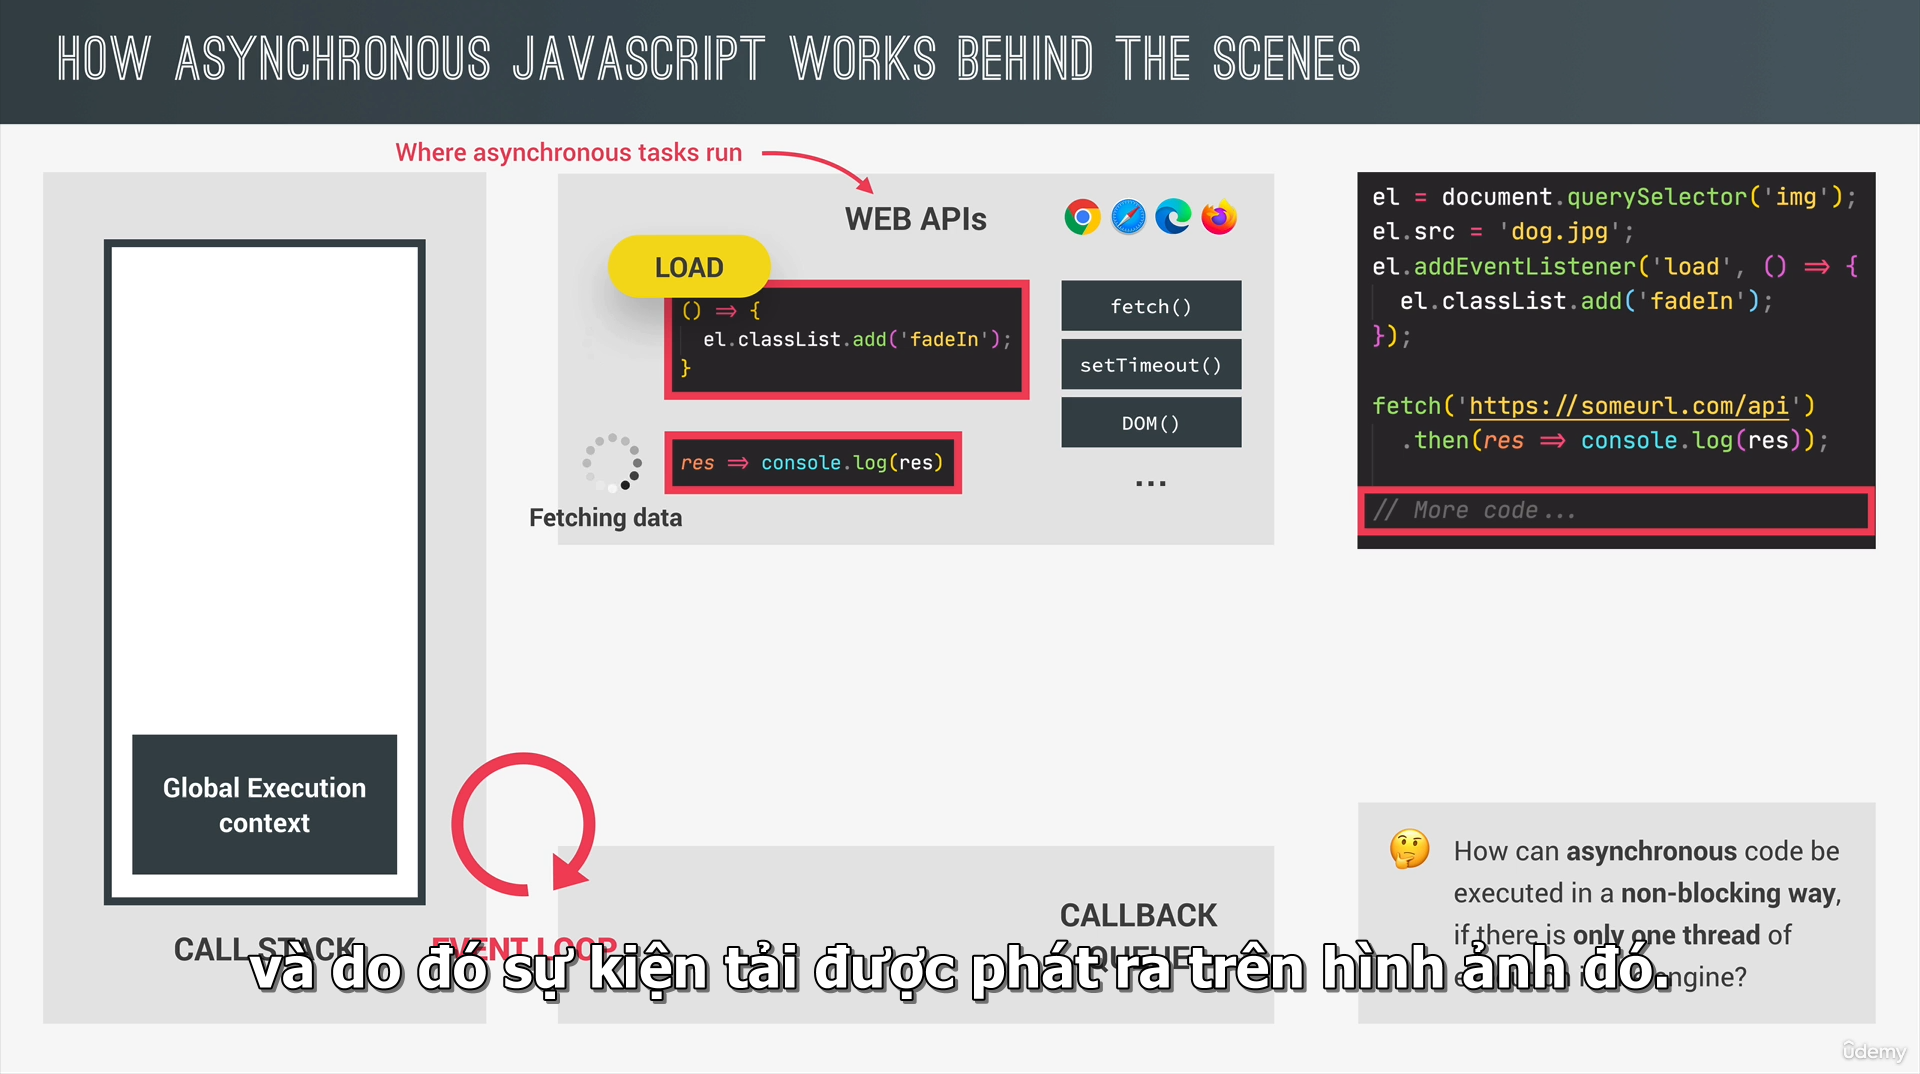 HOW ASYNCHRONOUS JAVASCRIPT WORKS BEHIND THE SCENES
Where asynchronous tasks run
WEB APIs
LOAD
() => {
el.classList.add('fadeIn');
}
fetch()
setTimeout()
DOM()
...
res => console.log(res)
Fetching data
el = document.querySelector('img');
el.src = 'dog.jpg';
el.addEventListener('load', () => {
el.classList.add('fadeIn');
});
fetch('https://someurl.com/api')
.then(res => console.log(res));
// More code...
Global Execution
context
CALL STACK
EVENT LOOP
CALLBACK
QUEUE
🤔 How can asynchronous code be
executed in a non-blocking way,
if there is only one thread of
ngine?
và do đó sự kiện tải được phát ra trên hình ảnh đó.
ûdemy